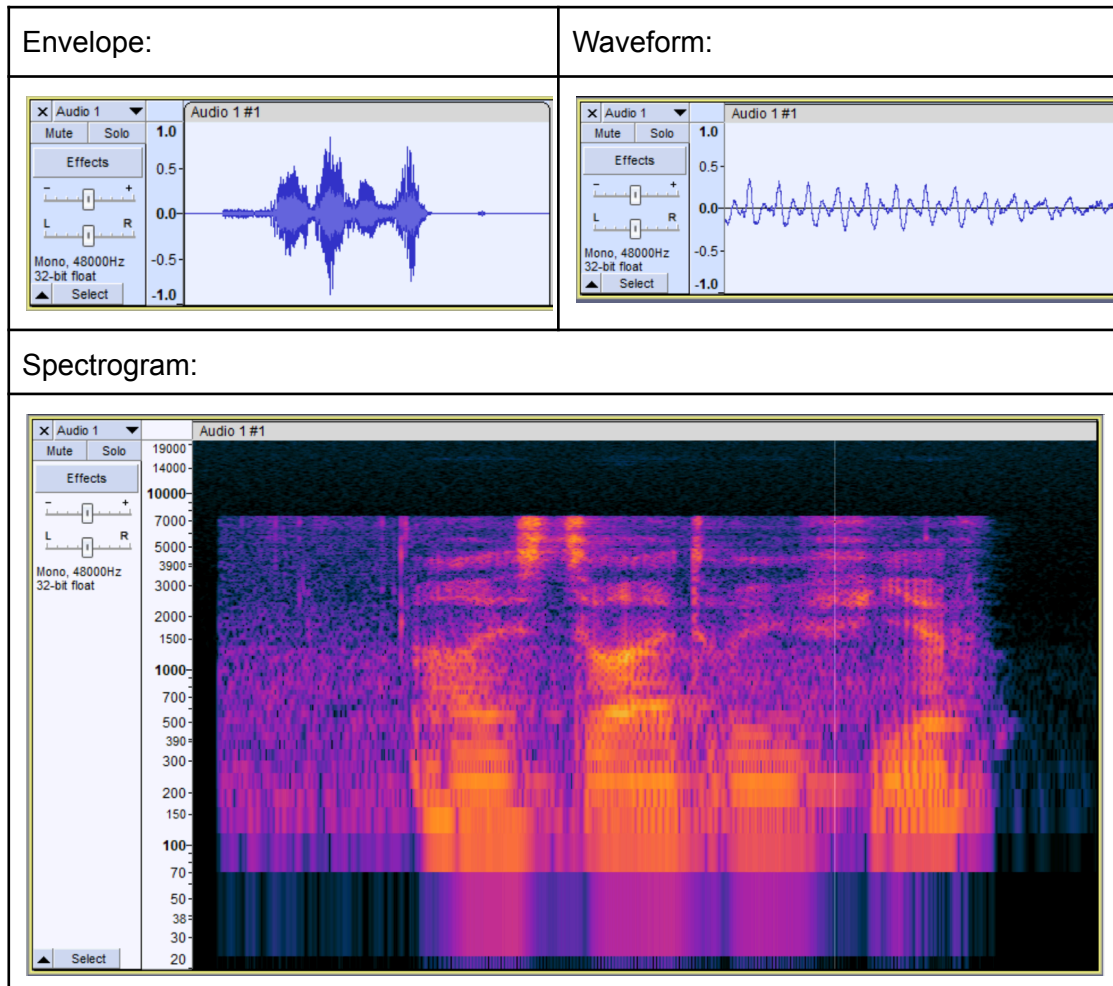 Envelope:
Waveform:
Audio 1
Audio 1 #1
Mute Solo
Effects
- +
L R
Mono, 48000Hz
32-bit float
Select
1.0
0.5
0.0
-0.5
-1.0
Audio 1
Audio 1 #1
Mute Solo
Effects
- +
L R
Mono, 48000Hz
32-bit float
Select
1.0
0.5
0.0
-0.5
-1.0
Spectrogram:
Audio 1
Audio 1 #1
Mute Solo
Effects
- +
L R
Mono, 48000Hz
32-bit float
Select
19000
14000
10000
7000
5000
3900
3000
2000
1500
1000
700
500
390
300
200
150
100
70
50
38
30
20